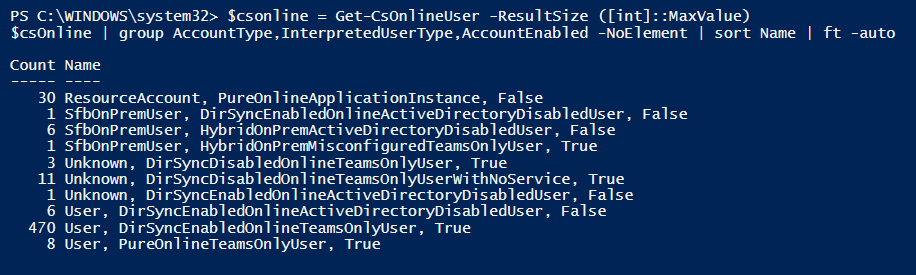 PS C:\WINDOWS\system32> $csonline = Get-CsOnlineUser -ResultSize ([int]::MaxValue)
$csOnline | group AccountType,InterpretedUserType,AccountEnabled -NoElement | sort Name | ft -auto
Count Name
----- ----
30 ResourceAccount, PureOnlineApplicationInstance, False
1 SfbOnPremUser, DirSyncEnabledOnlineActiveDirectoryDisabledUser, False
6 SfbOnPremUser, HybridOnPremActiveDirectoryDisabledUser, False
1 SfbOnPremUser, HybridOnPremMisconfiguredTeamsOnlyUser, True
3 Unknown, DirSyncDisabledOnlineTeamsOnlyUser, True
11 Unknown, DirSyncDisabledOnlineTeamsOnlyUserWithNoService, True
1 Unknown, DirSyncEnabledOnlineActiveDirectoryDisabledUser, False
6 User, DirSyncEnabledOnlineActiveDirectoryDisabledUser, False
470 User, DirSyncEnabledOnlineTeamsOnlyUser, True
8 User, PureOnlineTeamsOnlyUser, True